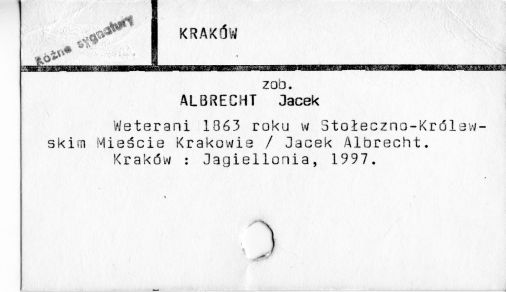 Różne sygnatury
KRAKÓW
zob.
ALBRECHT Jacek
Weterani 1863 roku w Stołeczno-Królew-
skim Mieście Krakowie / Jacek Albrecht.
Kraków : Jagiellonia, 1997.